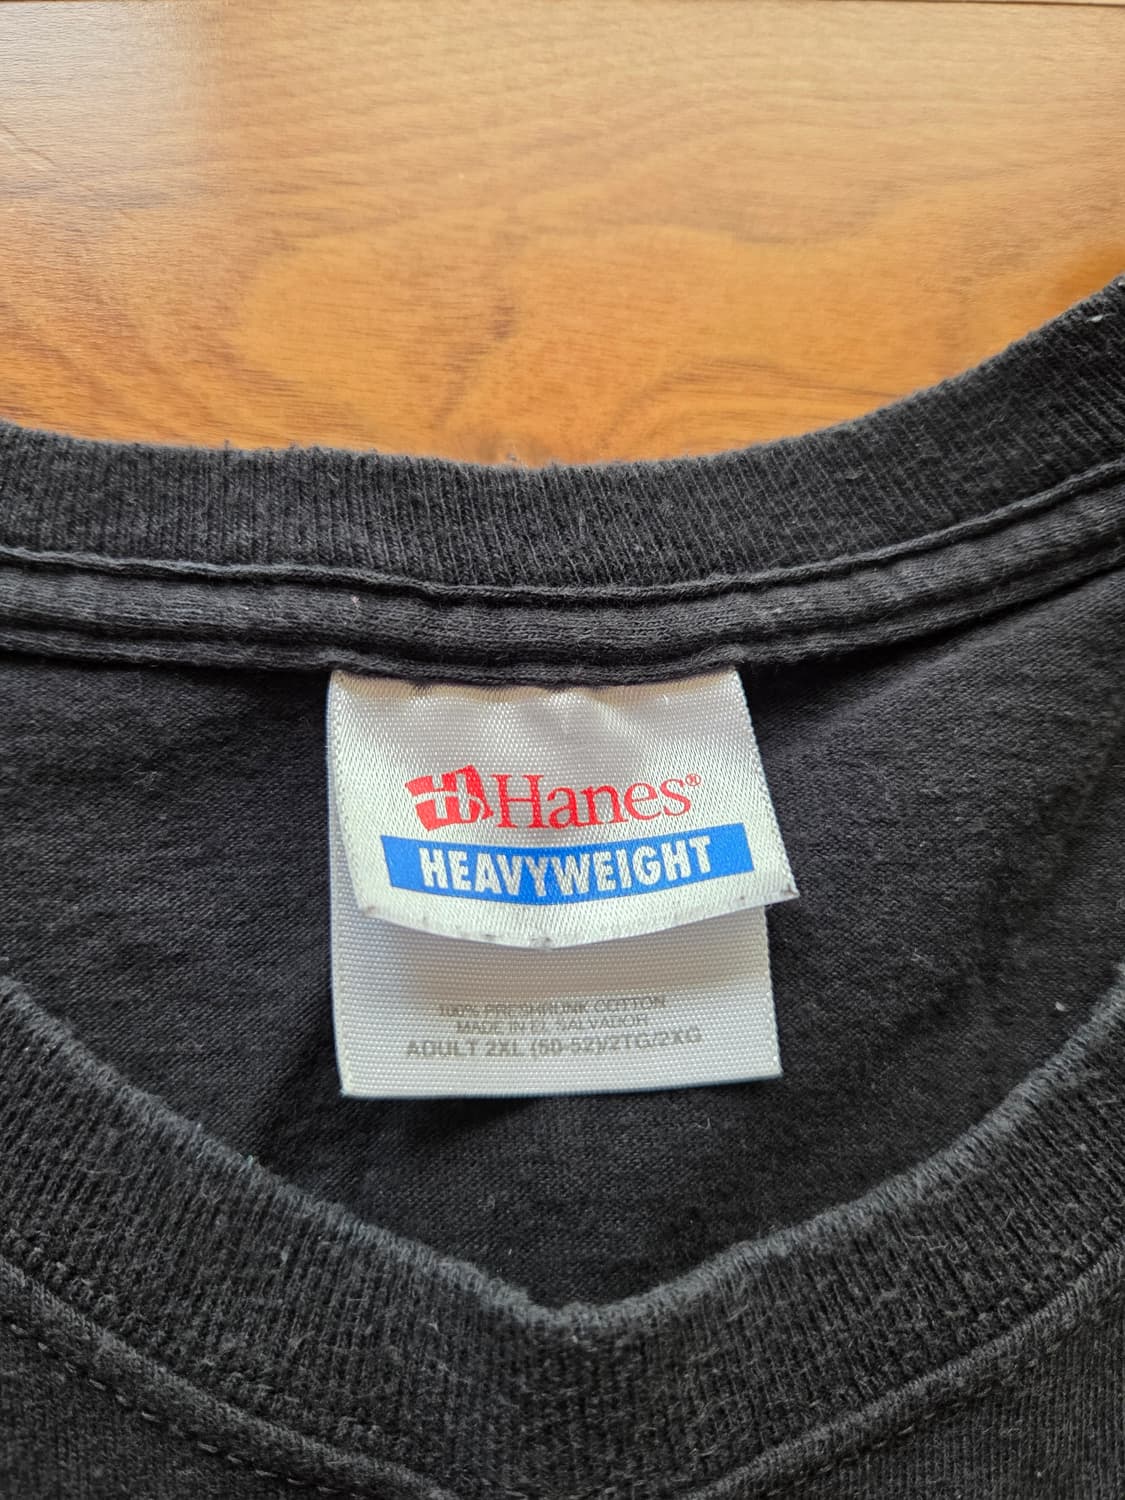 Hanes®
HEAVYWEIGHT
100% PRESHRUNK COTTON
MADE IN EL SALVADOR
ADULT 2XL (50-52)/2TG/2XG